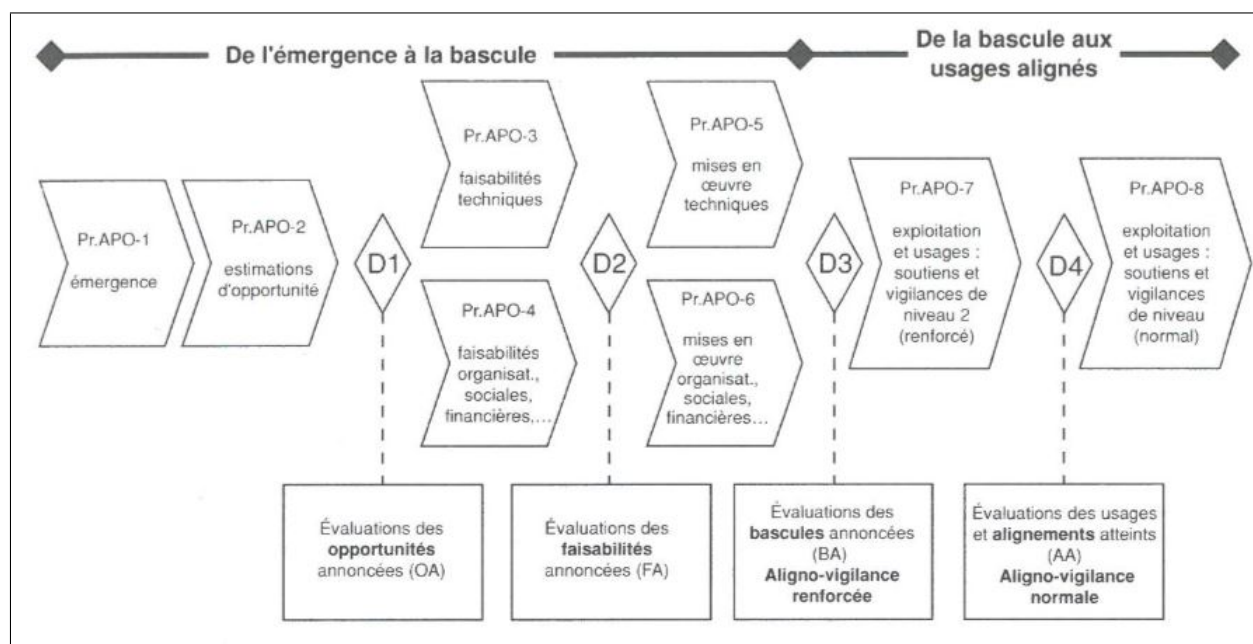 De l'émergence à la bascule
De la bascule aux
usages alignés
Pr.APO-1
émergence
Pr.APO-2
estimations
d'opportunité
D1
Pr.APO-3
faisabilités
techniques
Pr.APO-4
faisabilités
organisat.,
sociales,
financières,...
D2
Pr.APO-5
mises en
œuvre
techniques
Pr.APO-6
mises en
œuvre
organisat.,
sociales,
financières...
D3
Pr.APO-7
exploitation
et usages :
soutiens et
vigilances de
niveau 2
(renforcé)
D4
Pr.APO-8
exploitation
et usages :
soutiens et
vigilances
de niveau
(normal)
Évaluations des
opportunités
annoncées (OA)
Évaluations des
faisabilités
annoncées (FA)
Évaluations des
bascules annoncées
(BA)
Aligno-vigilance
renforcée
Évaluations des usages
et alignements atteints
(AA)
Aligno-vigilance
normale